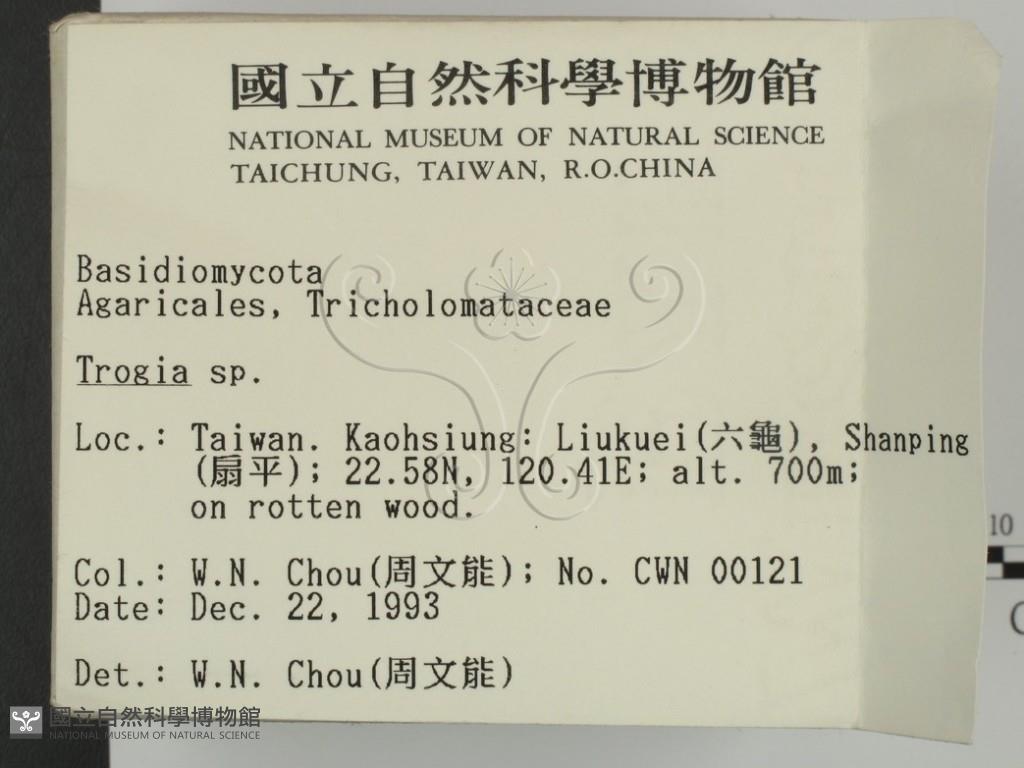 國立自然科學博物館
NATIONAL MUSEUM OF NATURAL SCIENCE
TAICHUNG, TAIWAN, R.O.CHINA
Basidiomycota
Agaricales, Tricholomataceae
Trogia sp.
Loc.: Taiwan. Kaohsiung: Liukuei(六龜), Shanping
(扇平); 22.58N, 120.41E; alt. 700m;
on rotten wood.
Col.: W.N. Chou(周文能); No. CWN 00121
Date: Dec. 22, 1993
Det.: W.N. Chou(周文能)
10
國立自然科學博物館
NATIONAL MUSEUM OF NATURAL SCIENCE